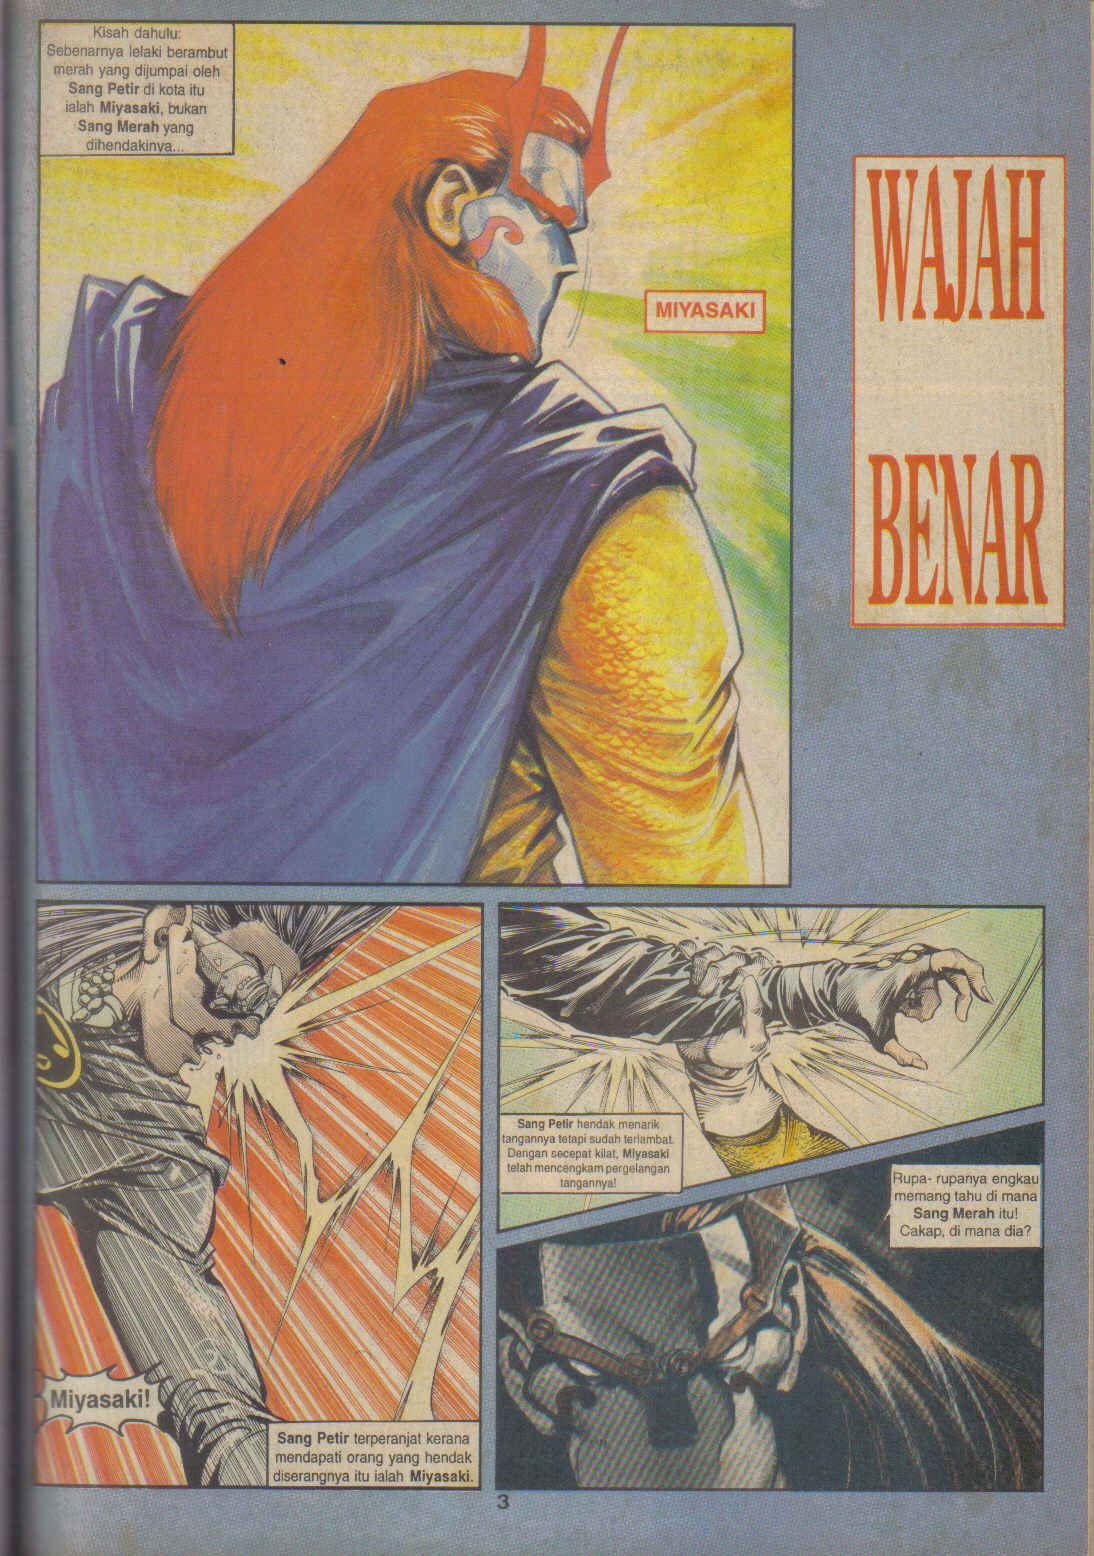 Kisah dahulu:
Sebenarnya lelaki berambut
merah yang dijumpai oleh
Sang Petir di kota itu
ialah Miyasaki, bukan
Sang Merah yang
dihendakinya...
MIYASAKI
WAJAH
BENAR
Miyasaki!
Sang Petir terperanjat kerana
mendapati orang yang hendak
diserangnya itu ialah Miyasaki.
Sang Petir hendak menarik
tangannya tetapi sudah terlambat.
Dengan secepat kilat, Miyasaki
telah mencengkam pergelangan
tangannya!
Rupa- rupanya engkau
memang tahu di mana
Sang Merah itu!
Cakap, di mana dia?
3